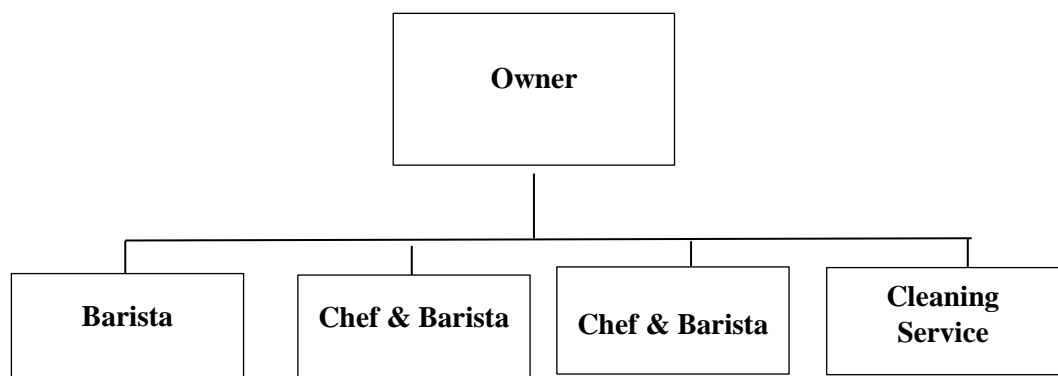 Owner
Barista
Chef & Barista
Chef & Barista
Cleaning
Service